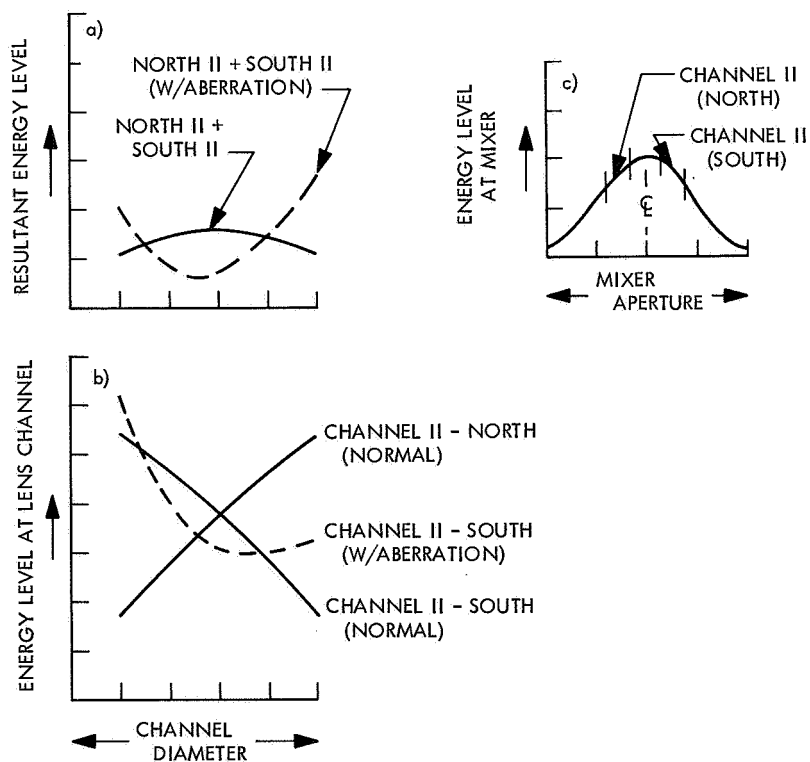 a)
RESULTANT ENERGY LEVEL
NORTH II + SOUTH II
(W/ABERRATION)
NORTH II +
SOUTH II
c)
ENERGY LEVEL
AT MIXER
CHANNEL II
(NORTH)
CHANNEL II
(SOUTH)
℄
MIXER
APERTURE
b)
ENERGY LEVEL AT LENS CHANNEL
CHANNEL II - NORTH
(NORMAL)
CHANNEL II - SOUTH
(W/ABERRATION)
CHANNEL II - SOUTH
(NORMAL)
CHANNEL
DIAMETER